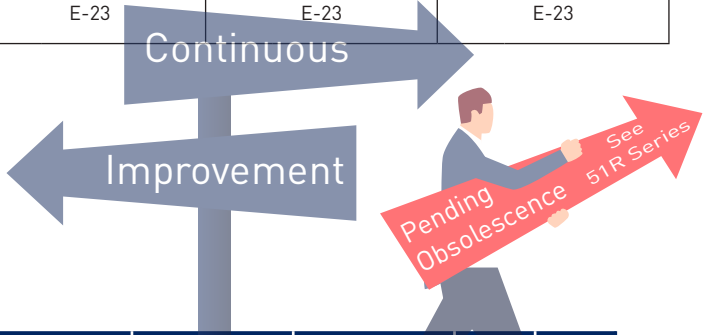 E-23 E-23 E-23
Continuous
Improvement
Pending
Obsolescence
See
51R Series